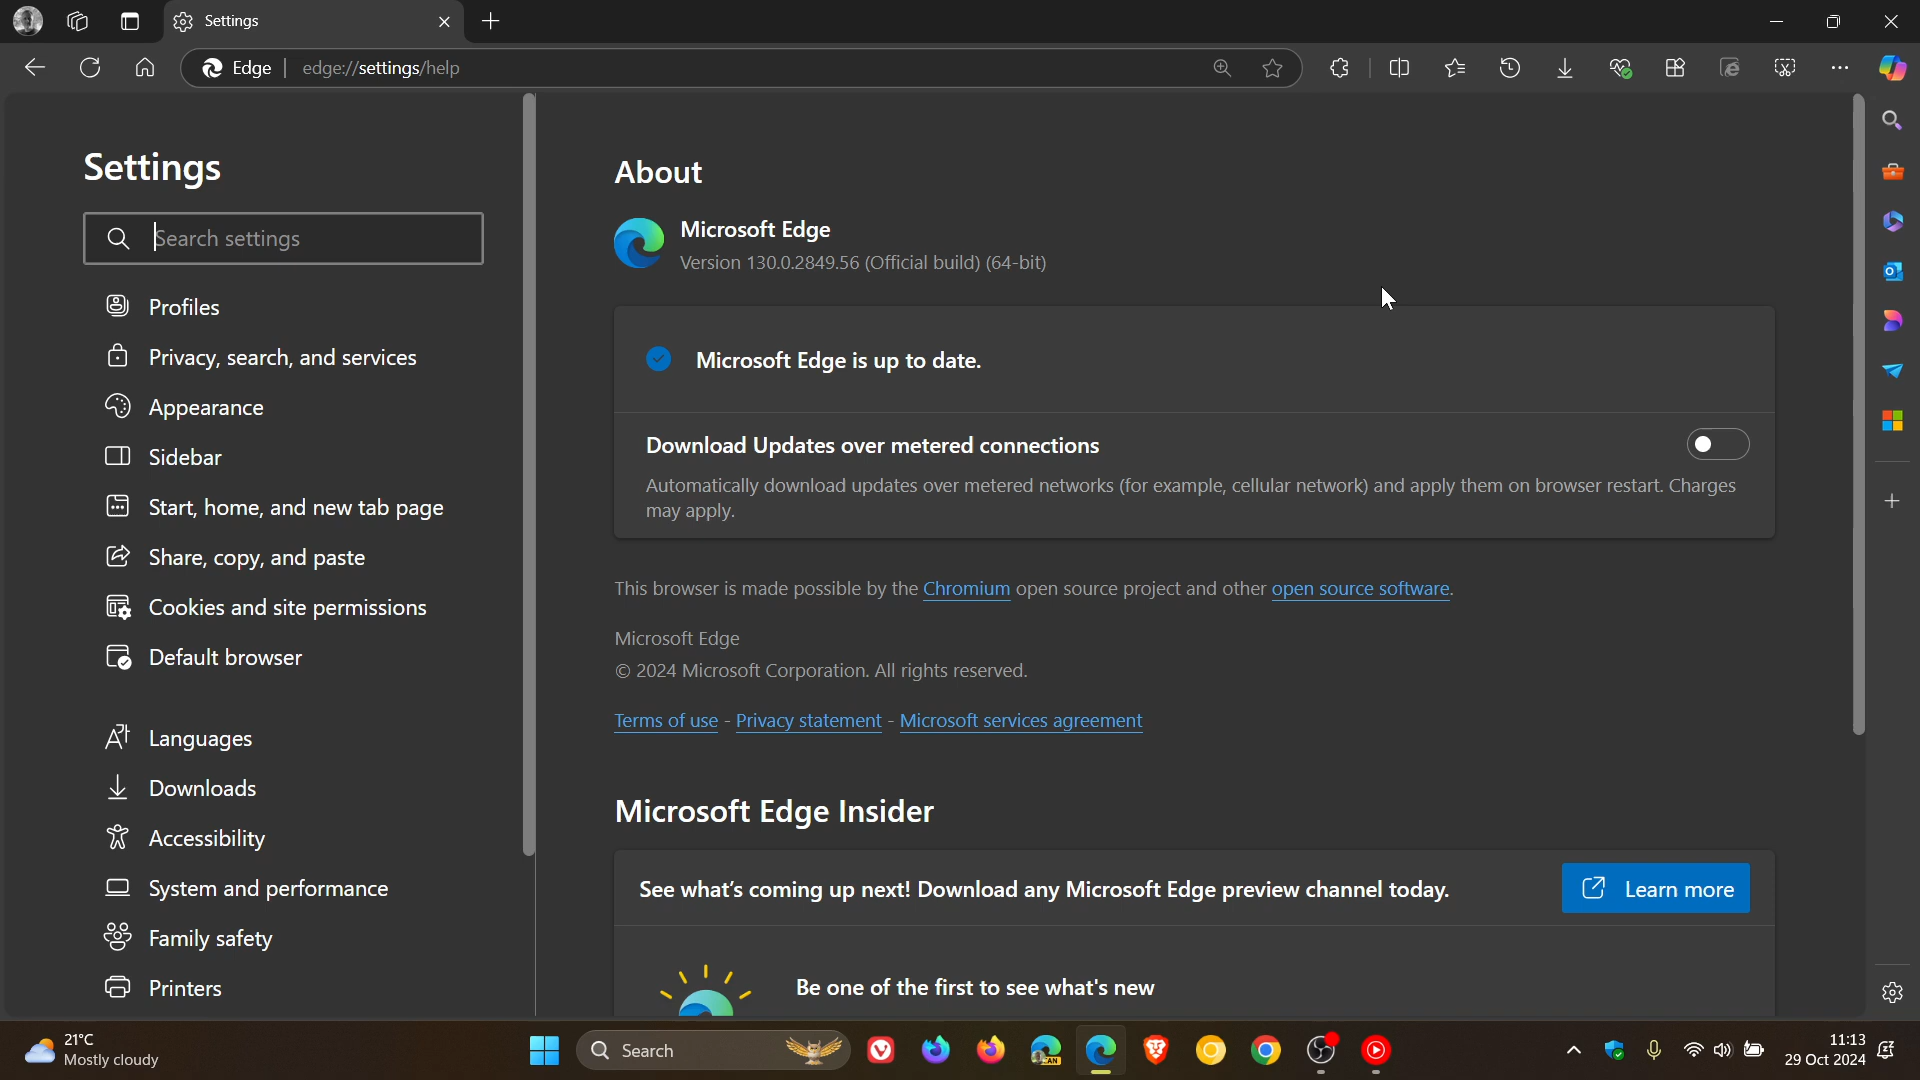 Settings
Edge
edge://settings/help
Settings
Search settings
Profiles
Privacy, search, and services
Appearance
Sidebar
Start, home, and new tab page
Share, copy, and paste
Cookies and site permissions
Default browser
Languages
Downloads
Accessibility
System and performance
Family safety
Printers
About
Microsoft Edge
Version 130.0.2849.56 (Official build) (64-bit)
Microsoft Edge is up to date.
Download Updates over metered connections
Automatically download updates over metered networks (for example, cellular network) and apply them on browser restart. Charges
may apply.
This browser is made possible by the Chromium open source project and other open source software.
Microsoft Edge
© 2024 Microsoft Corporation. All rights reserved.
Terms of use - Privacy statement - Microsoft services agreement
Microsoft Edge Insider
See what's coming up next! Download any Microsoft Edge preview channel today.
Learn more
Be one of the first to see what's new
21°C
Mostly cloudy
Search
CAN
11:13
29 Oct 2024